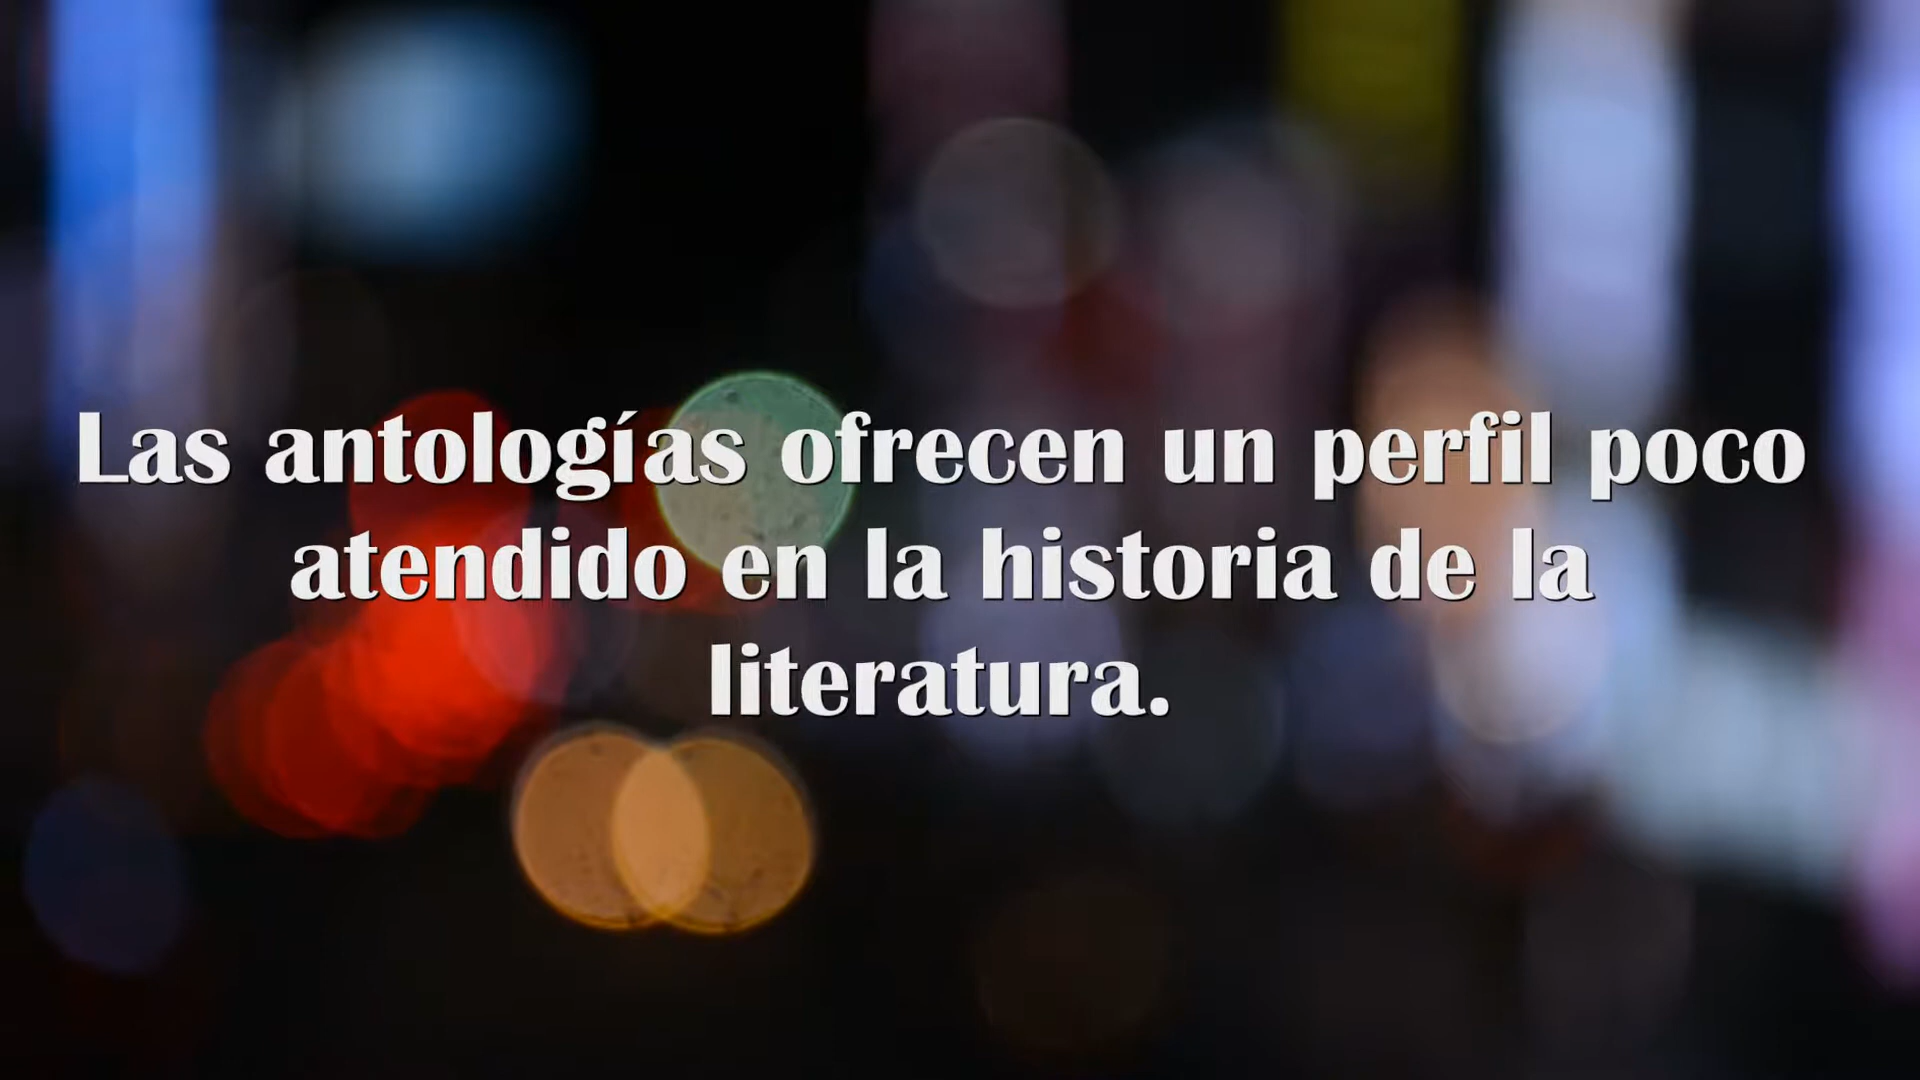 Las antologías ofrecen un perfil poco
atendido en la historia de la
literatura.